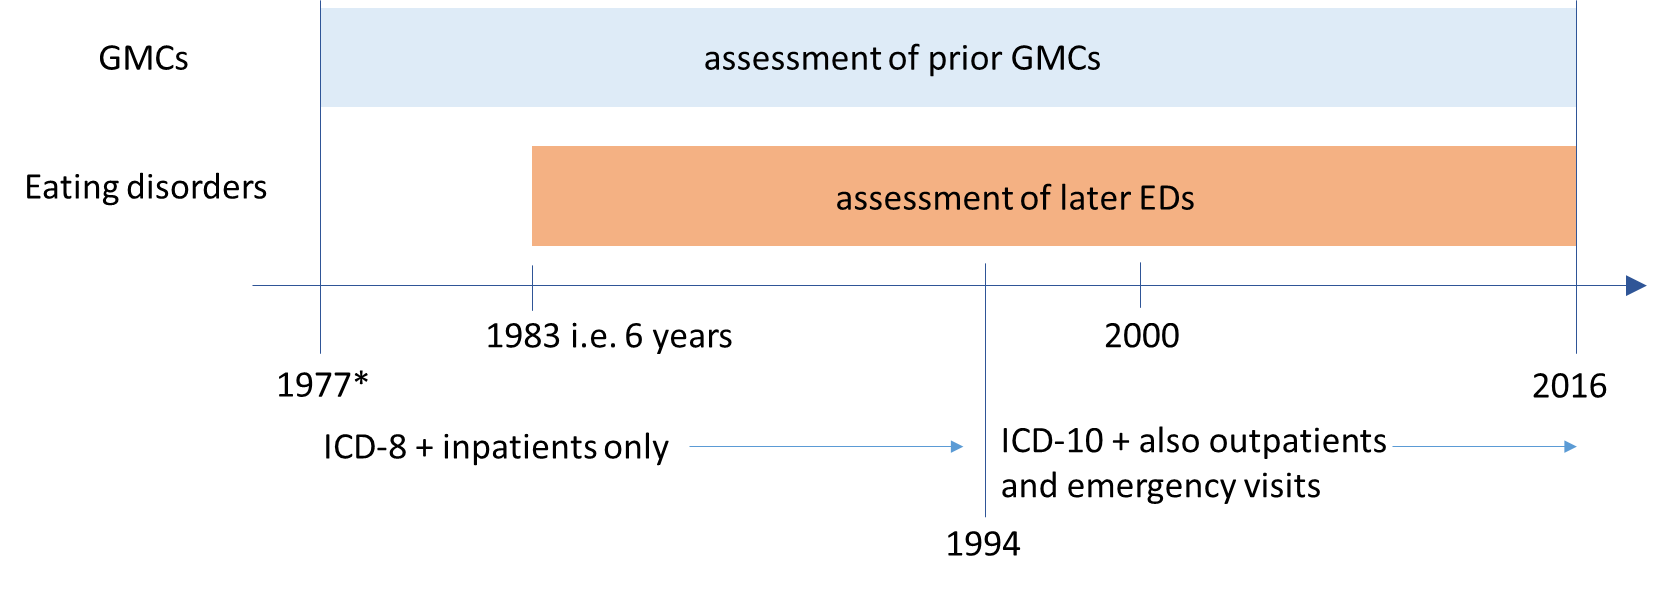 GMCs
assessment of prior GMCs
Eating disorders
assessment of later EDs
1983 i.e. 6 years
2000
1977*
2016
ICD-8 + inpatients only
ICD-10 + also outpatients
and emergency visits
1994